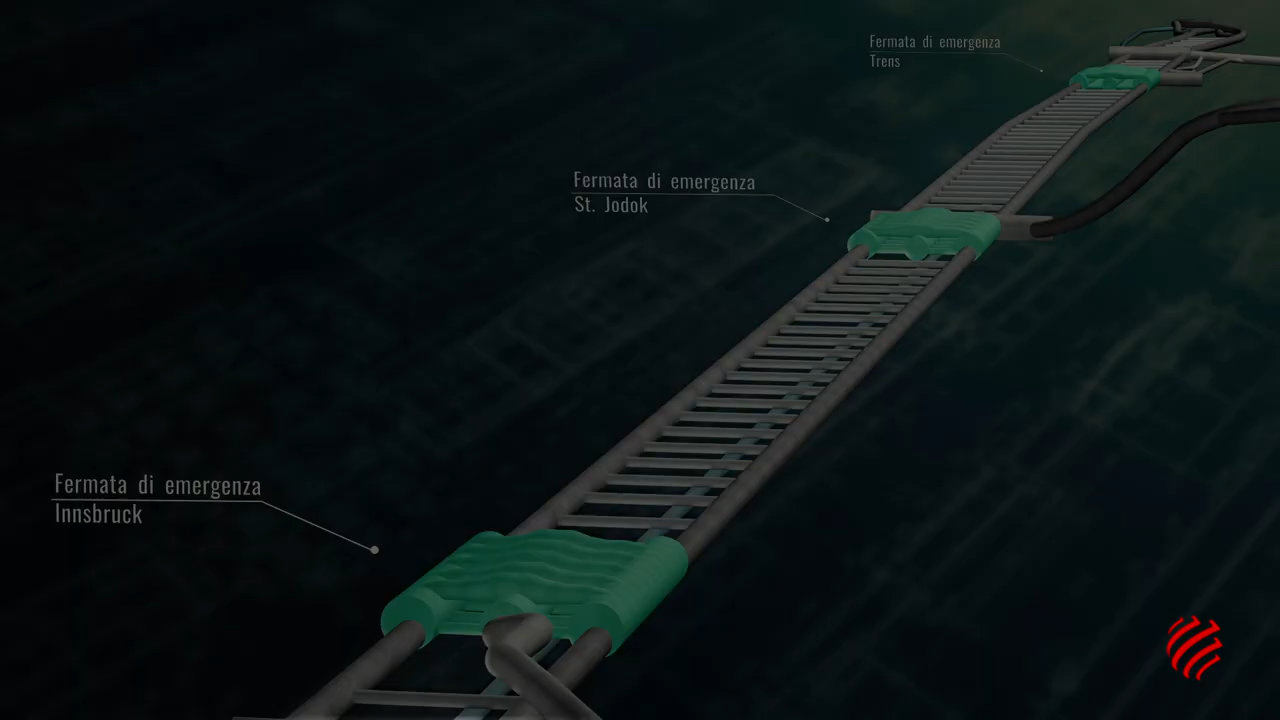 Fermata di emergenza
Trens
Fermata di emergenza
St. Jodok
Fermata di emergenza
Innsbruck